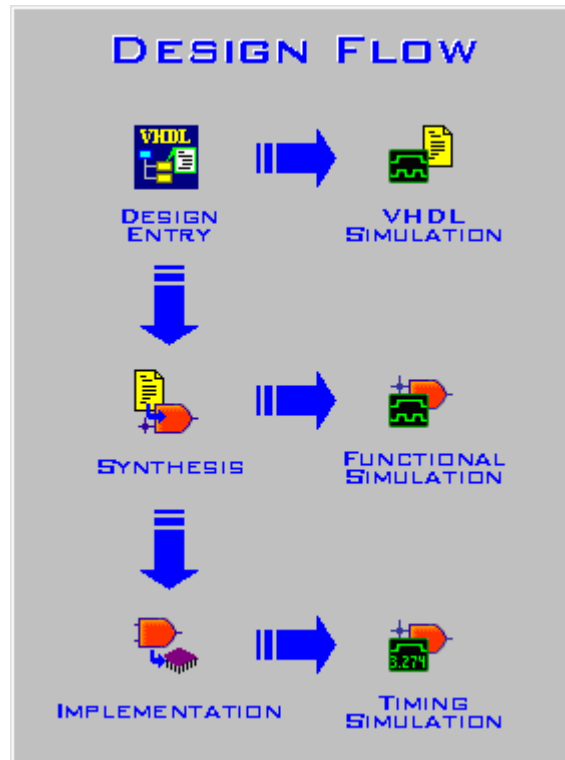 DESIGN FLOW
VHDL
DESIGN
ENTRY
VHDL
SIMULATION
SYNTHESIS
FUNCTIONAL
SIMULATION
3.274
IMPLEMENTATION
TIMING
SIMULATION